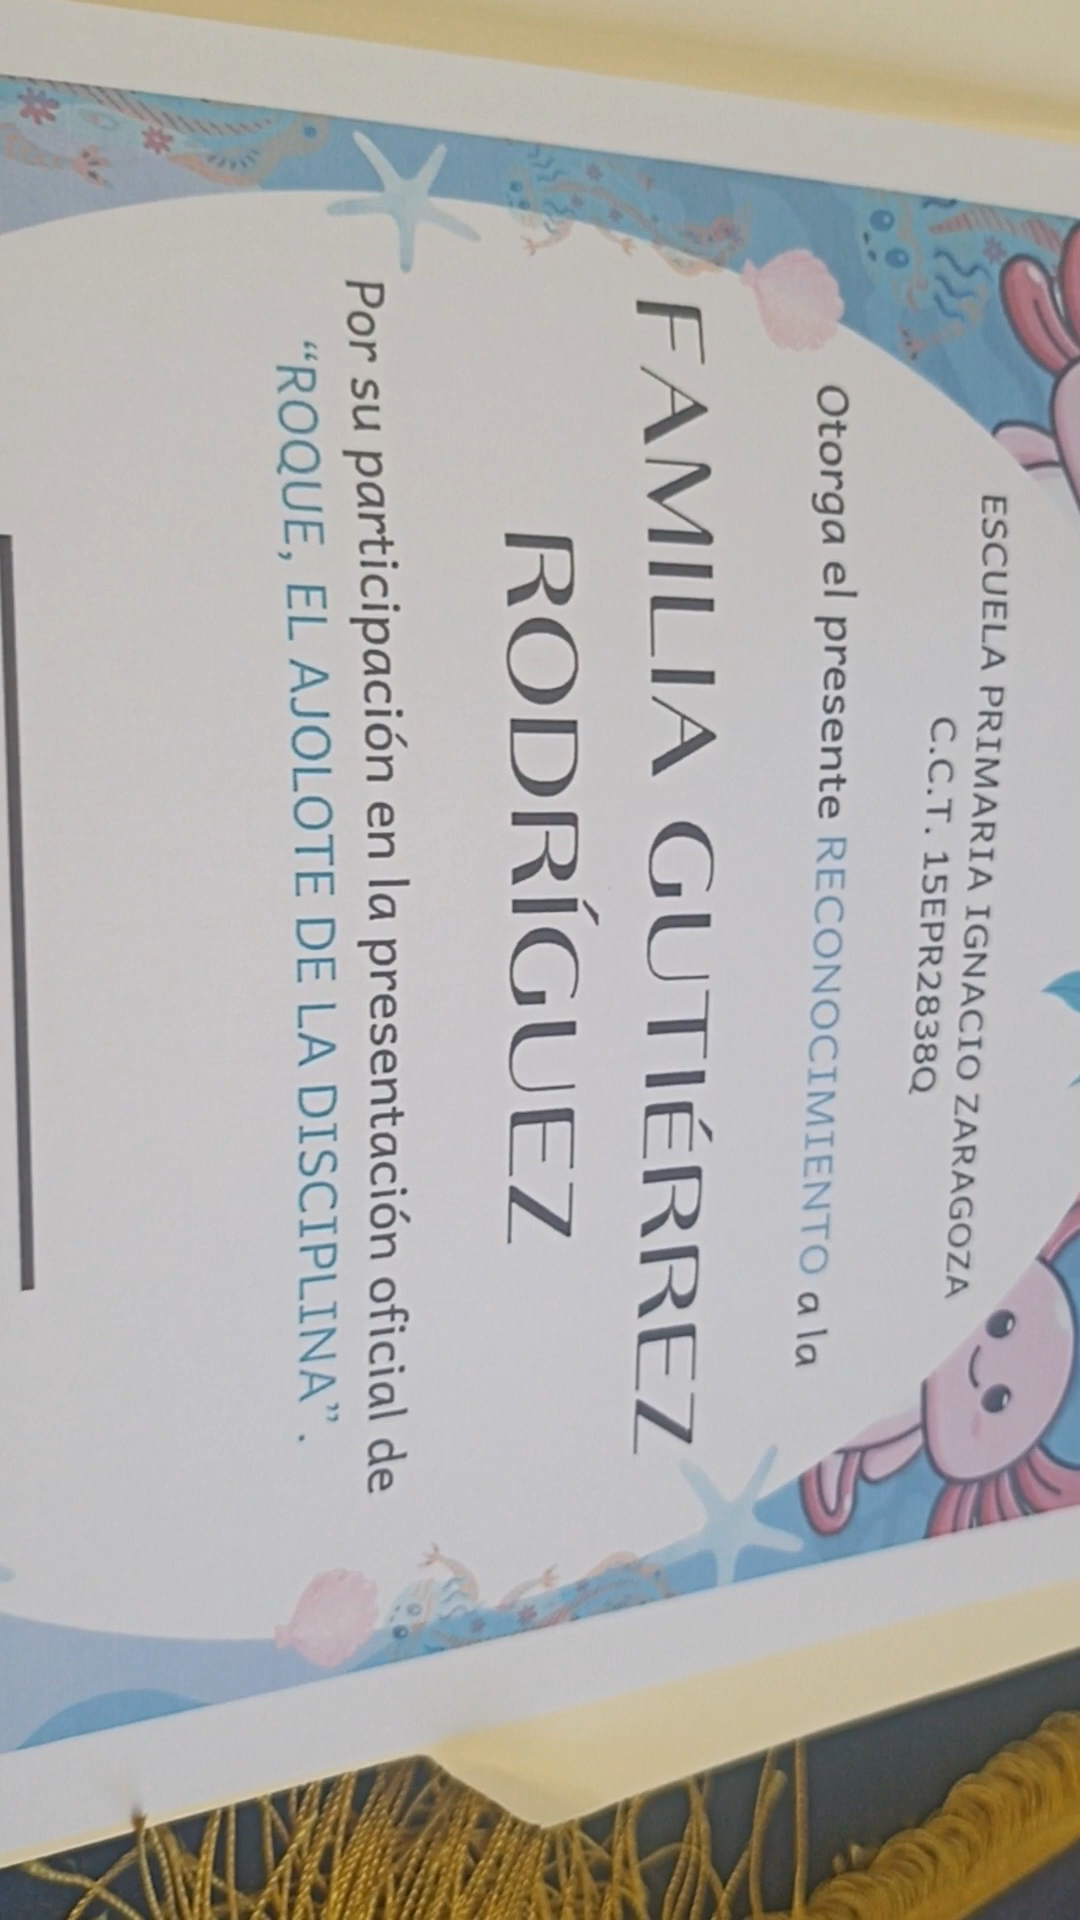 ESCUELA PRIMARIA IGNACIO ZARAGOZA
C.C.T. 15EPR2838Q
Otorga el presente RECONOCIMIENTO a la
FAMILIA GUTIÉRREZ
RODRÍGUEZ
Por su participación en la presentación oficial de
“ROQUE, EL AJOLOTE DE LA DISCIPLINA”.